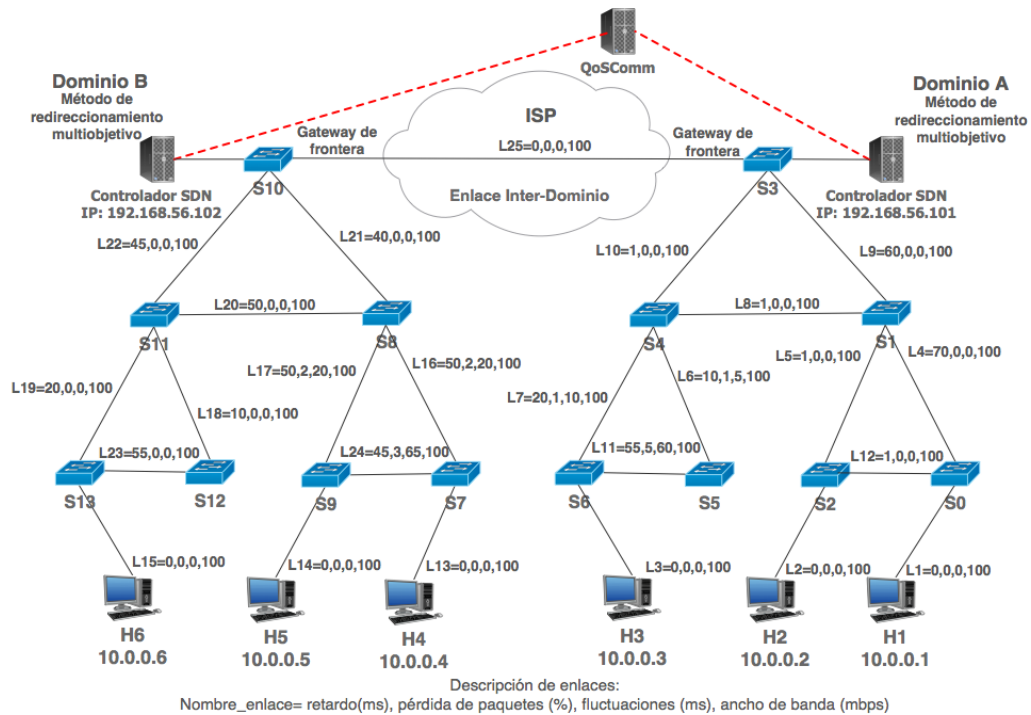 QoSComm
Dominio B
Método de
redireccionamiento
multiobjetivo
Dominio A
Método de
redireccionamiento
multiobjetivo
ISP
Gateway de
frontera
L25=0,0,0,100
Gateway de
frontera
S10
Enlace Inter-Dominio
S3
Controlador SDN
IP: 192.168.56.102
Controlador SDN
IP: 192.168.56.101
L22=45,0,0,100
L21=40,0,0,100
L10=1,0,0,100
L9=60,0,0,100
L20=50,0,0,100
L8=1,0,0,100
S11
S8
S4
S1
L19=20,0,0,100
L18=10,0,0,100
L17=50,2,20,100
L16=50,2,20,100
L7=20,1,10,100
L6=10,1,5,100
L5=1,0,0,100
L4=70,0,0,100
L23=55,0,0,100
L24=45,3,65,100
L11=55,5,60,100
L12=1,0,0,100
S13
S12
S9
S7
S6
S5
S2
S0
L15=0,0,0,100
L14=0,0,0,100
L13=0,0,0,100
L3=0,0,0,100
L2=0,0,0,100
L1=0,0,0,100
H6
10.0.0.6
H5
10.0.0.5
H4
10.0.0.4
H3
10.0.0.3
H2
10.0.0.2
H1
10.0.0.1
Descripción de enlaces:
Nombre_enlace= retardo(ms), pérdida de paquetes (%), fluctuaciones (ms), ancho de banda (mbps)